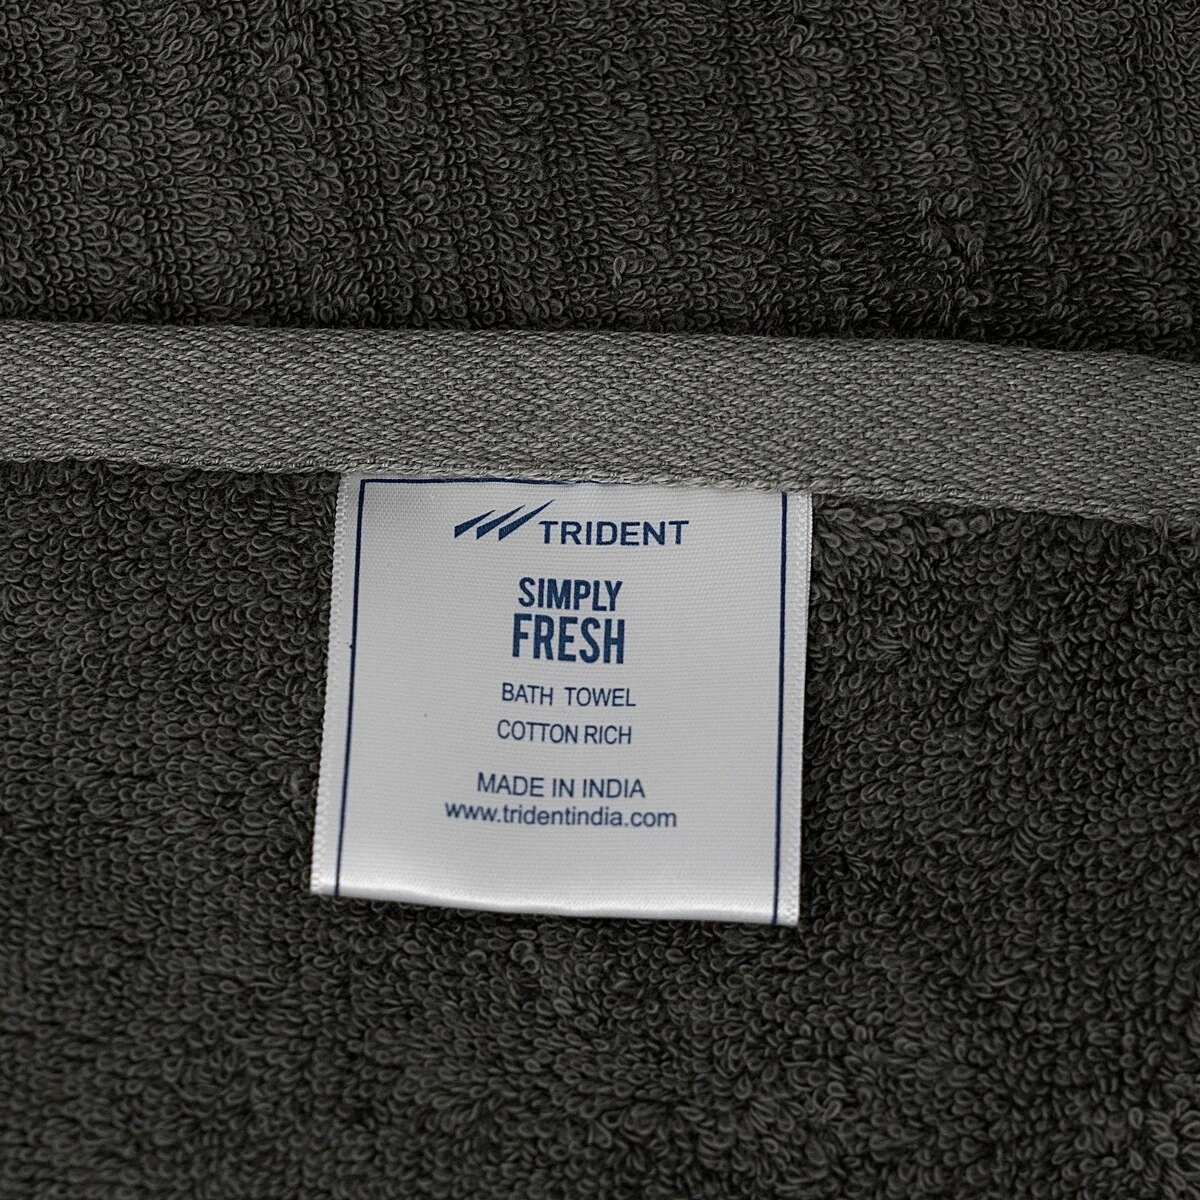 TRIDENT
SIMPLY
FRESH
BATH TOWEL
COTTON RICH
MADE IN INDIA
www.tridentindia.com